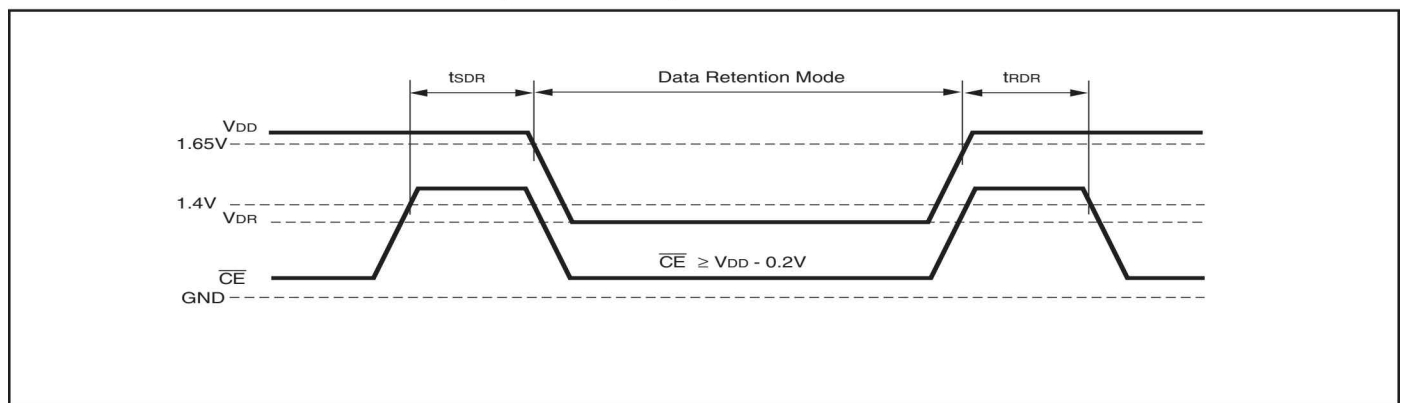 tSDR Data Retention Mode tRDR
VDD
1.65V
1.4V
VDR
CE ≥ VDD - 0.2V
CE
GND